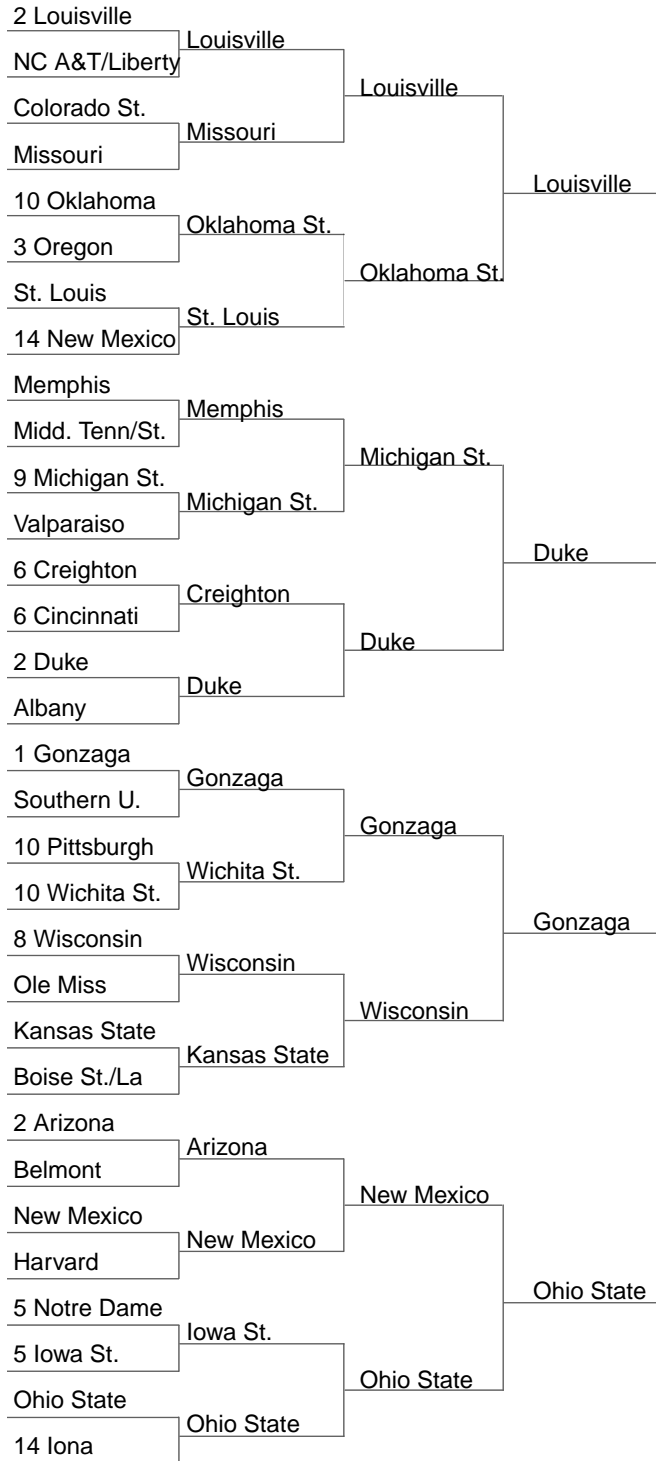 2 Louisville
NC A&T/Liberty
Colorado St.
Missouri
10 Oklahoma
3 Oregon
St. Louis
14 New Mexico
Memphis
Midd. Tenn/St.
9 Michigan St.
Valparaiso
6 Creighton
6 Cincinnati
2 Duke
Albany
1 Gonzaga
Southern U.
10 Pittsburgh
10 Wichita St.
8 Wisconsin
Ole Miss
Kansas State
Boise St./La
2 Arizona
Belmont
New Mexico
Harvard
5 Notre Dame
5 Iowa St.
Ohio State
14 Iona
Louisville
Missouri
Oklahoma St.
St. Louis
Memphis
Michigan St.
Creighton
Duke
Gonzaga
Wichita St.
Wisconsin
Kansas State
Arizona
New Mexico
Iowa St.
Ohio State
Louisville
Oklahoma St.
Michigan St.
Duke
Gonzaga
Wisconsin
New Mexico
Ohio State
Louisville
Duke
Gonzaga
Ohio State